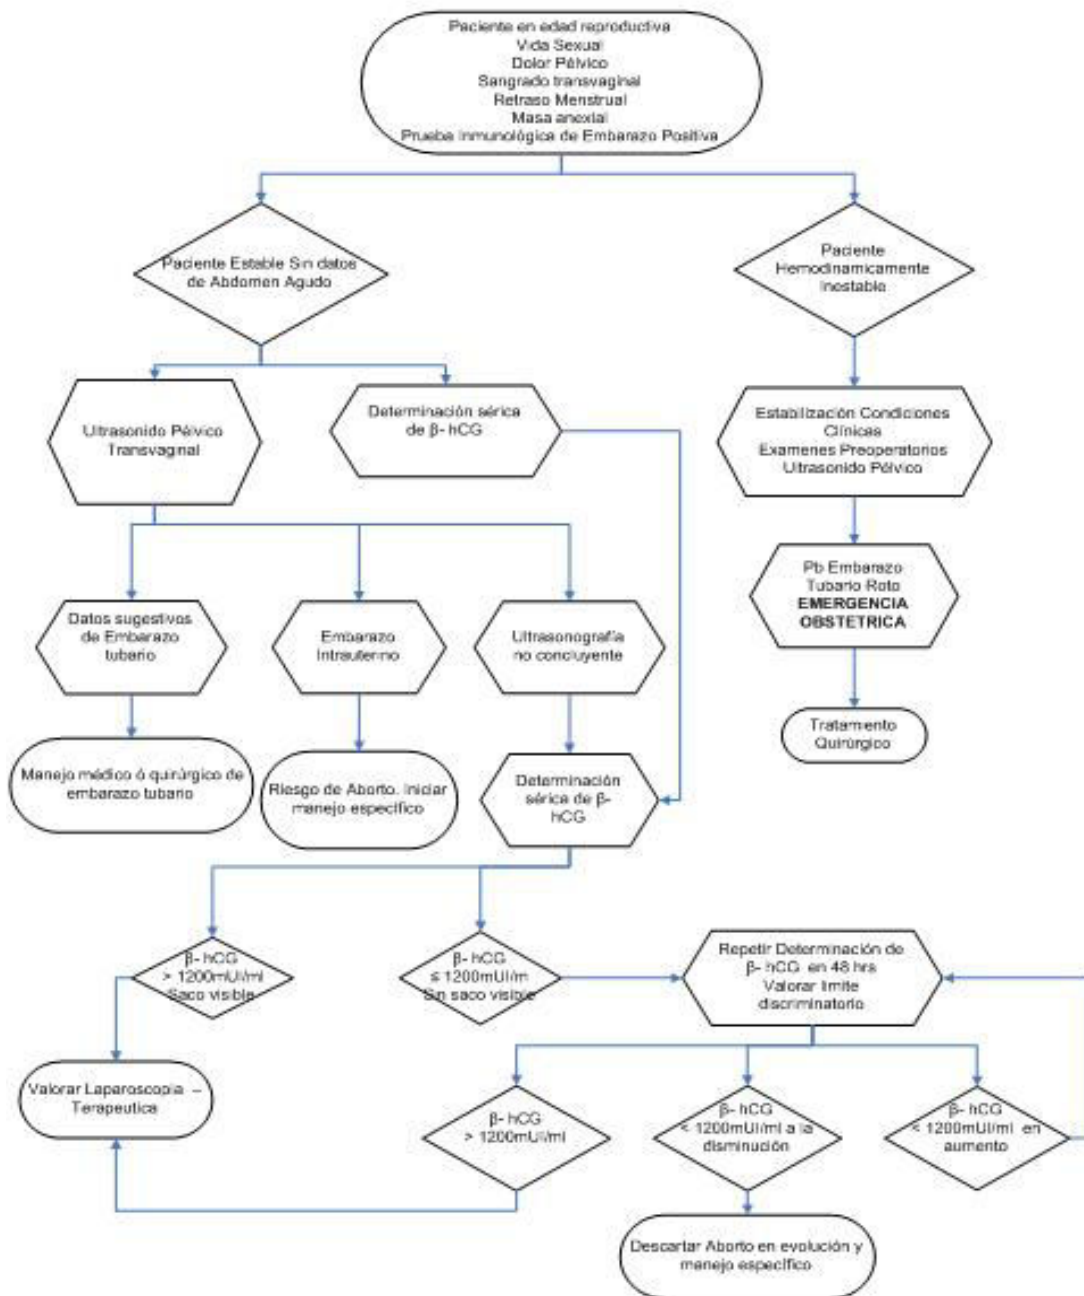 Paciente en edad reproductiva
Vida Sexual
Dolor Pélvico
Sangrado transvaginal
Retraso Menstrual
Masa anexial
Prueba Inmunológica de Embarazo Positiva
Paciente Estable Sin datos
de Abdomen Agudo
Paciente
Hemodinamicamente
Inestable
Ultrasonido Pélvico
Transvaginal
Determinación sérica
de β- hCG
Estabilización Condiciones
Clínicas
Examenes Preoperatorios
Ultrasonido Pélvico
Pb Embarazo
Tubario Roto
EMERGENCIA
OBSTETRICA
Datos sugestivos
de Embarazo
tubario
Embarazo
Intrauterino
Ultrasonografía
no concluyente
Tratamiento
Quirúrgico
Manejo médico ó quirúrgico de
embarazo tubario
Riesgo de Aborto. Iniciar
manejo específico
Determinación
sérica de β-
hCG
β- hCG
> 1200mUI/ml
Saco visible
β- hCG
≤ 1200mUI/m
Sin saco visible
Repetir Determinación de
β- hCG en 48 hrs
Valorar limite
discriminatorio
Valorar Laparoscopia –
Terapeutica
β- hCG
> 1200mUI/ml
β- hCG
< 1200mUI/ml a la
disminución
β- hCG
< 1200mUI/ml en
aumento
Descartar Aborto en evolución y
manejo específico